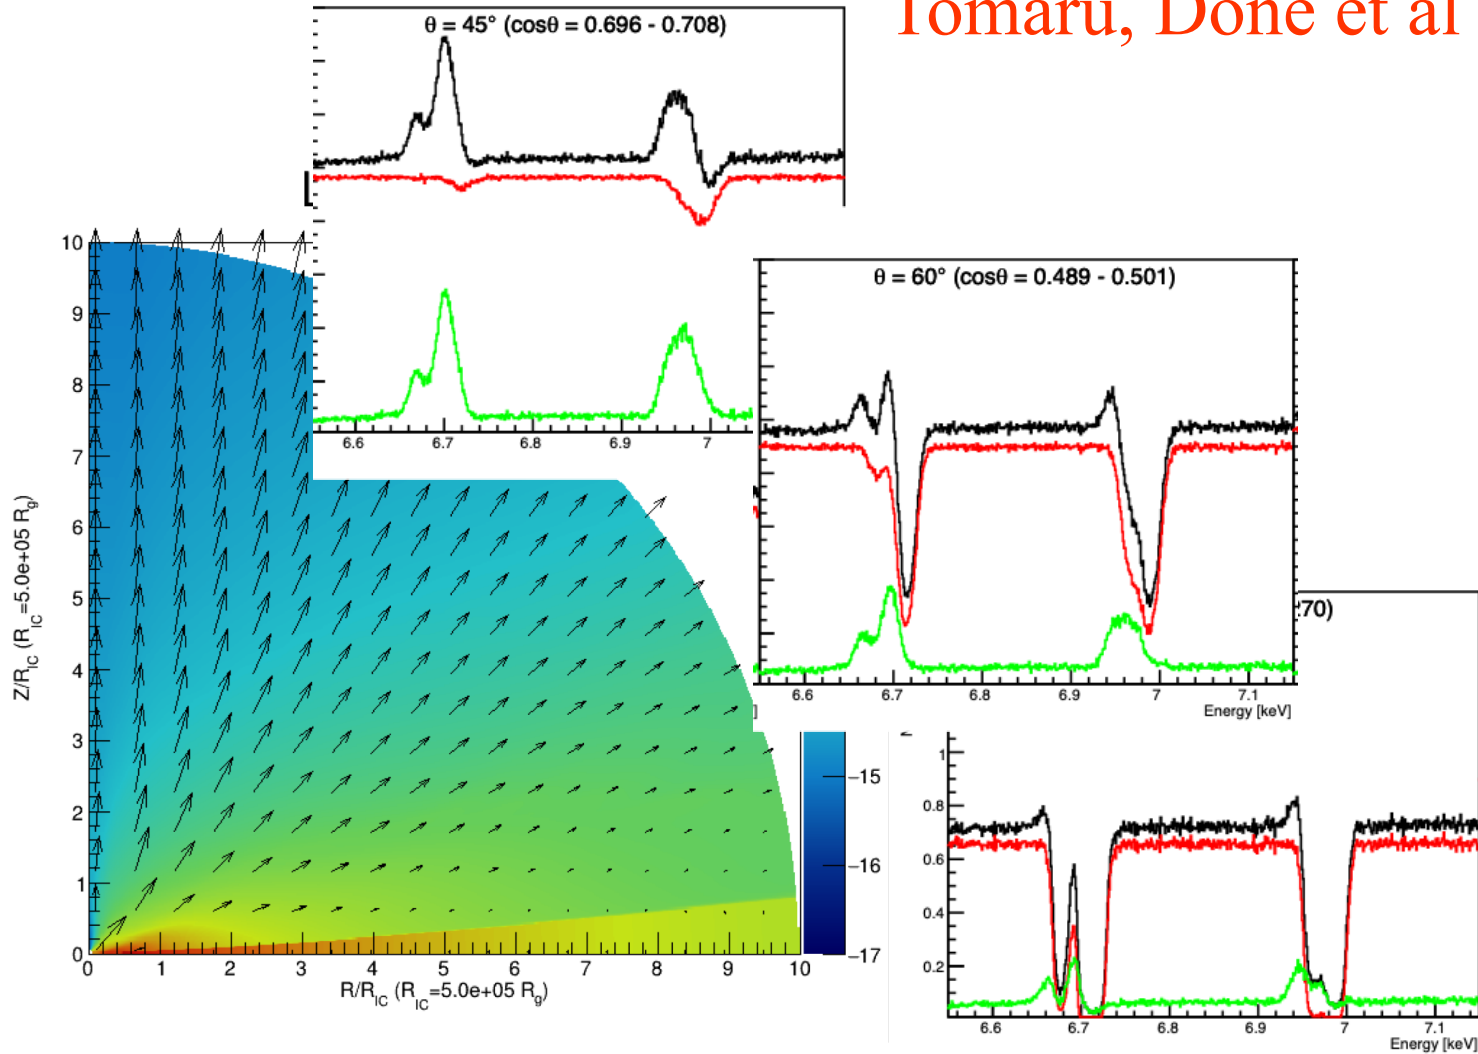 Tomaru, Done et al
θ = 45° (cosθ = 0.696 - 0.708)
6.6 6.7 6.8 6.9 7
θ = 60° (cosθ = 0.489 - 0.501)
6.6 6.7 6.8 6.9 7 7.1
Energy [keV]
:70)
1
0.8
0.6
0.4
0.2
6.6 6.7 6.8 6.9 7 7.1
Energy [keV]
10
9
8
7
6
5
4
3
2
1
0
Z/R_IC (R_IC=5.0e+05 R_g)
0 1 2 3 4 5 6 7 8 9 10
R/R_IC (R_IC=5.0e+05 R_g)
−15
−16
−17